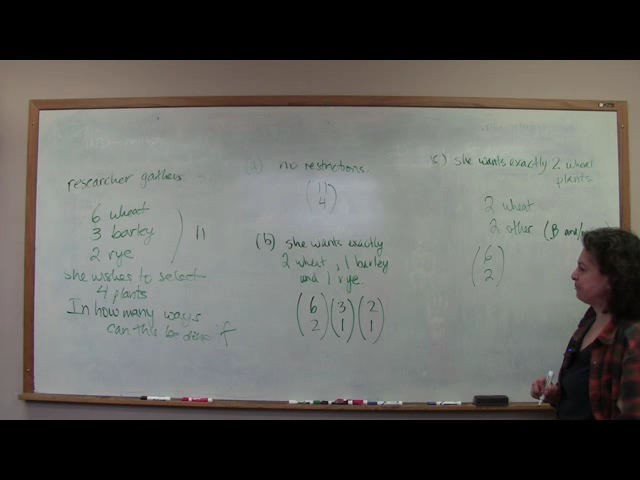 researcher gathers
6 wheat
3 barley
2 rye
) 11
she wishes to select
4 plants
In how many ways
can this be done if
(a) no restrictions.
(11
4)
(b) she wants exactly
2 wheat, 1 barley
and 1 rye.
(6 2)(3 1)(2 1)
(c) she wants exactly 2 wheat
plants
2 wheat
2 other (B and/
(6
2)